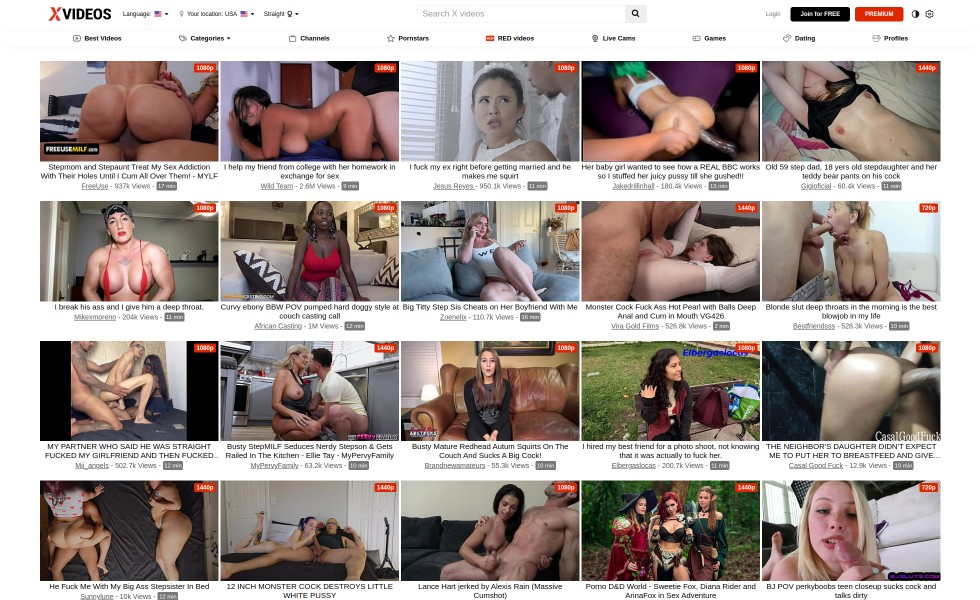 XVIDEOS
Language:
Your location: USA
Straight
Search X videos
Login
Join for FREE
PREMIUM
Best Videos
Categories
Channels
Pornstars
RED videos
Live Cams
Games
Dating
Profiles
1080p
1080p
1080p
1080p
1440p
FREEUSEMILF.com
Stepmom and Stepaunt Treat My Sex Addiction
With Their Holes Until I Cum All Over Them! - MYLF
FreeUse - 937k Views - 17 min
I help my friend from college with her homework in
exchange for sex
Wild Team - 2.6M Views - 9 min
I fuck my ex right before getting married and he
makes me squirt
Jesus Reyes - 950.1k Views - 11 min
Her baby girl wanted to see how a REAL BBC works
so I stuffed her juicy pussy till she gushed!!
Jakedrillinhall - 180.4k Views - 13 min
Old 59 step dad, 18 yers old stepdaughter and her
teddy bear pants on his cock
Gigioficial - 60.4k Views - 11 min
1080p
1080p
1080p
1440p
720p
I break his ass and I give him a deep throat.
Mikexmoreno - 204k Views - 11 min
Curvy ebony BBW POV pumped hard doggy style at
couch casting call
African Casting - 1M Views - 12 min
Big Titty Step Sis Cheats on Her Boyfriend With Me
Zoenelix - 110.7k Views - 16 min
Monster Cock Fuck Ass Hot Pearl with Balls Deep
Anal and Cum in Mouth VG426
Vira Gold Films - 526.8k Views - 2 min
Blonde slut deep throats in the morning is the best
blowjob in my life
Bestfriendsss - 528.3k Views - 10 min
1080p
1440p
1080p
Elbergaslocas
1080p
1080p
CasalGoodFuck
MY PARTNER WHO SAID HE WAS STRAIGHT
FUCKED MY GIRLFRIEND AND THEN FUCKED..
Mii_angels - 502.7k Views - 12 min
Busty StepMILF Seduces Nerdy Stepson & Gets
Railed In The Kitchen - Ellie Tay - MyPervyFamily
MyPervyFamily - 63.2k Views - 10 min
Busty Mature Redhead Autum Squirts On The
Couch And Sucks A Big Cock!
Brandnewamateurs - 55.3k Views - 10 min
I hired my best friend for a photo shoot, not knowing
that it was actually to fuck her.
Elbergaslocas - 200.7k Views - 11 min
THE NEIGHBOR'S DAUGHTER DIDN'T EXPECT
ME TO PUT HER TO BREASTFEED AND GIVE...
Casal Good Fuck - 12.9k Views - 10 min
1440p
1440p
1080p
1440p
720p
He Fuck Me With My Big Ass Stepsister In Bed
Sunnylune - 10k Views - 12 min
12 INCH MONSTER COCK DESTROYS LITTLE
WHITE PUSSY
Lance Hart jerked by Alexis Rain (Massive
Cumshot)
Porno D&D World - Sweetie Fox, Diana Rider and
ArinaFox in Sex Adventure
BJ POV perkyboobs teen closeup sucks cock and
talks dirty